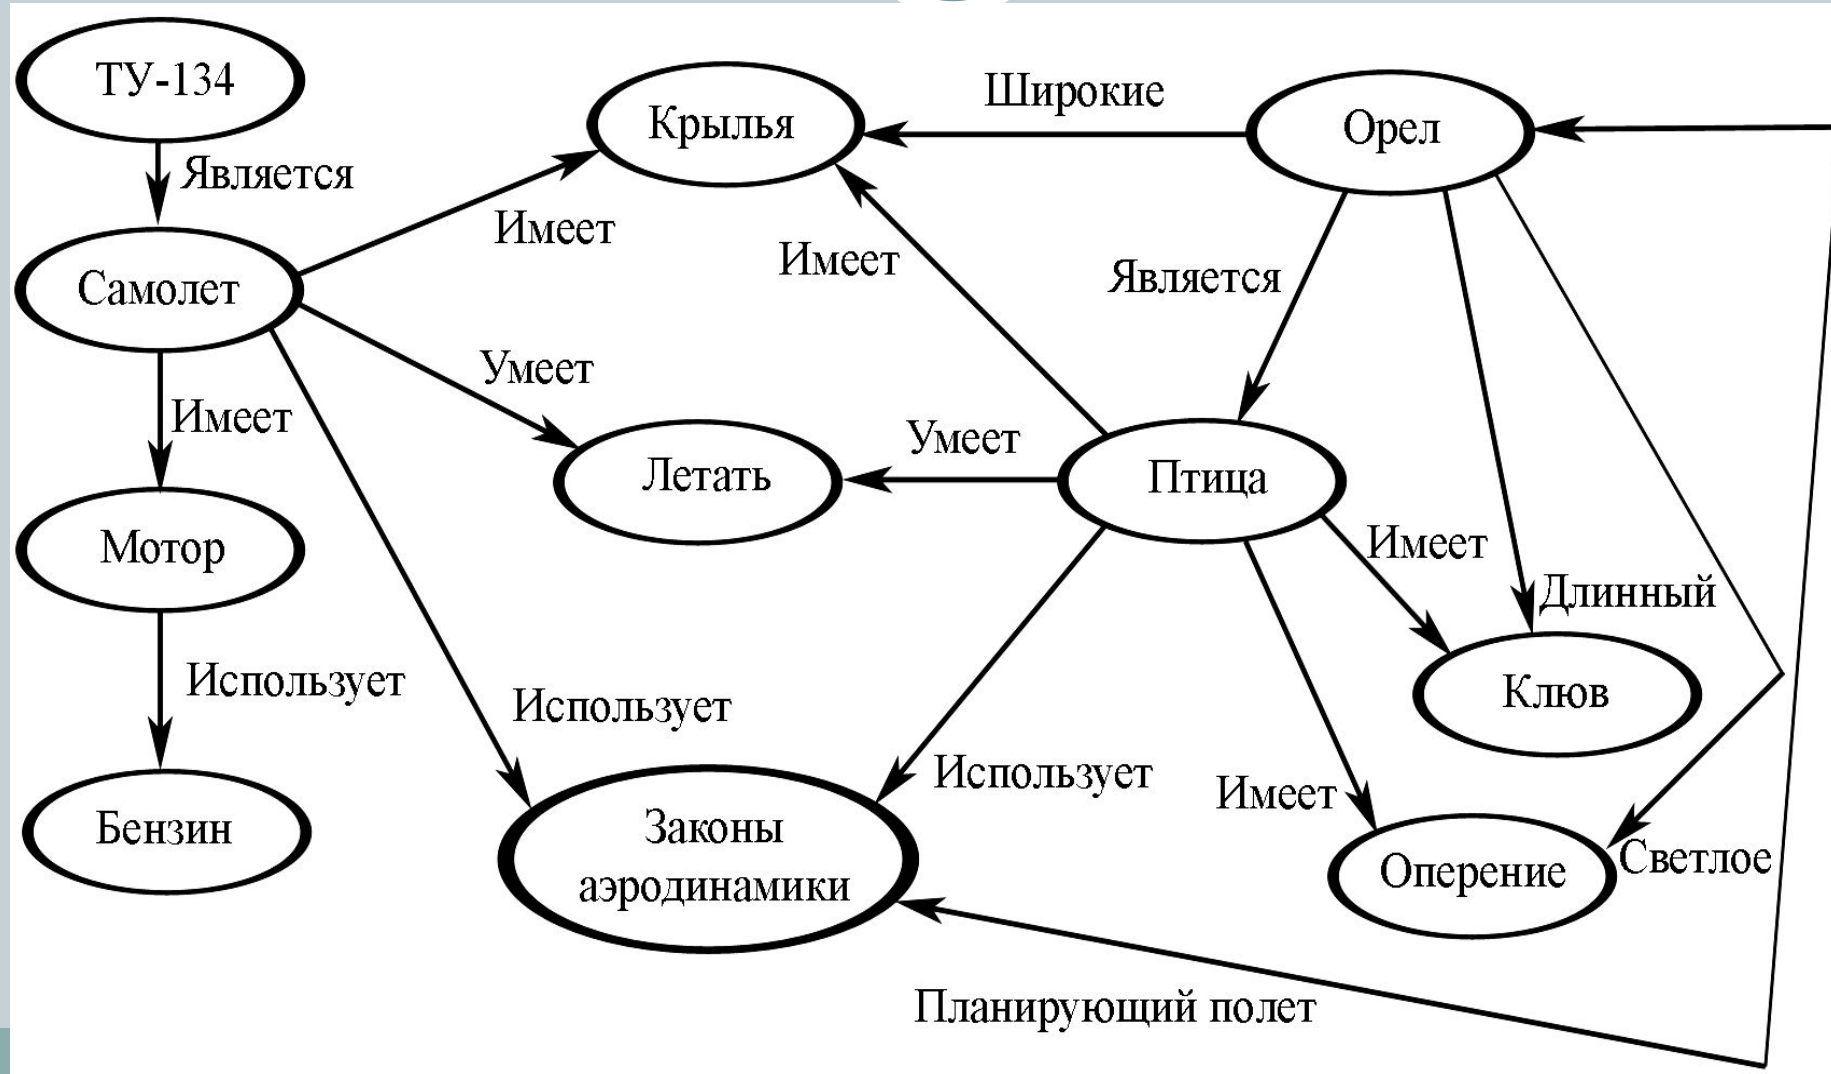 ТУ-134
Является
Самолет
Имеет
Мотор
Использует
Бензин
Крылья
Имеет
Имеет
Широкие
Орел
Является
Умеет
Летать
Умеет
Птица
Имеет
Длинный
Клюв
Использует
Законы
аэродинамики
Использует
Имеет
Оперение
Светлое
Планирующий полет